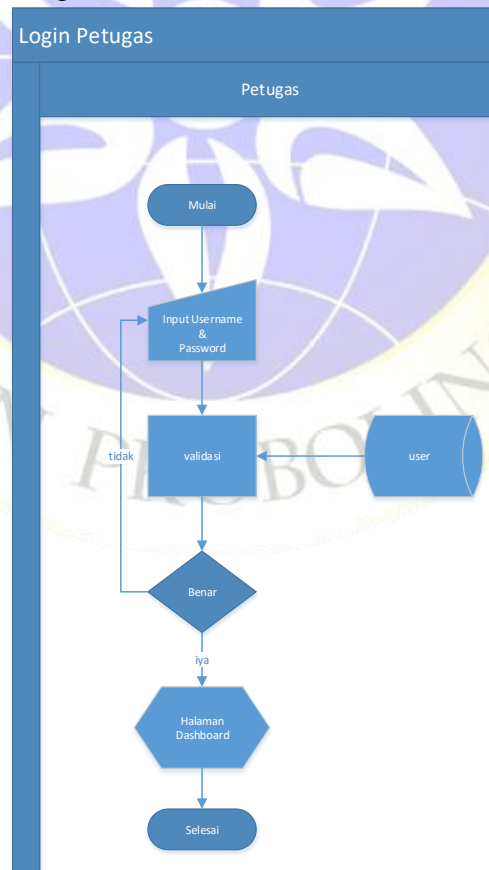 Login Petugas
Petugas
Mulai
Input Username
&
Password
tidak
validasi
user
Benar
iya
Halaman
Dashboard
Selesai